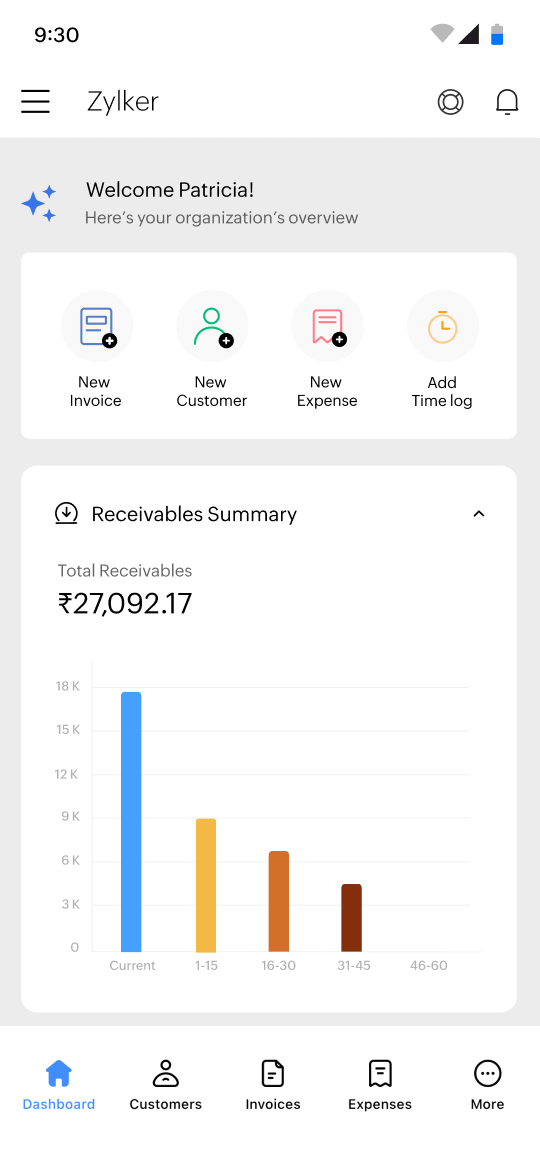 9:30
Zylker
Welcome Patricia!
Here’s your organization’s overview
New
Invoice
New
Customer
New
Expense
Add
Time log
Receivables Summary
Total Receivables
₹27,092.17
18 K
15 K
12 K
9 K
6 K
3 K
0
Current 1-15 16-30 31-45 46-60
Dashboard Customers Invoices Expenses More